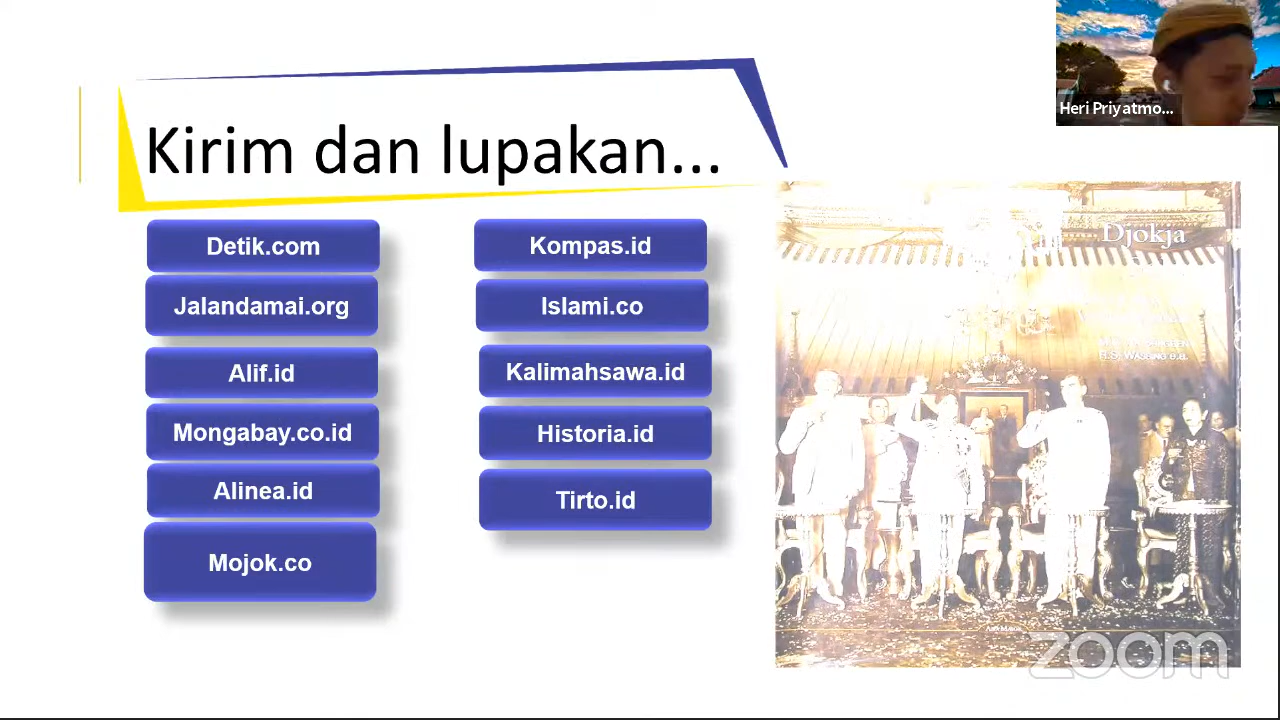 Heri Priyatmo...
Kirim dan lupakan...
Detik.com
Jalandamai.org
Alif.id
Mongabay.co.id
Alinea.id
Mojok.co
Kompas.id
Islami.co
Kalimahsawa.id
Historia.id
Tirto.id
Djokja
zoom